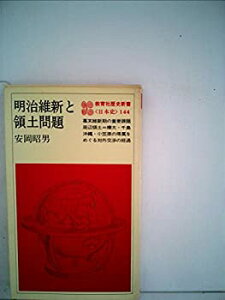 明治維新と
領土問題
安岡昭男
教育社歴史新書
〈日本史〉144
幕末維新期の重要課題
周辺領土=樺太・千島
沖縄・小笠原の帰属を
めぐる対外交渉の経過